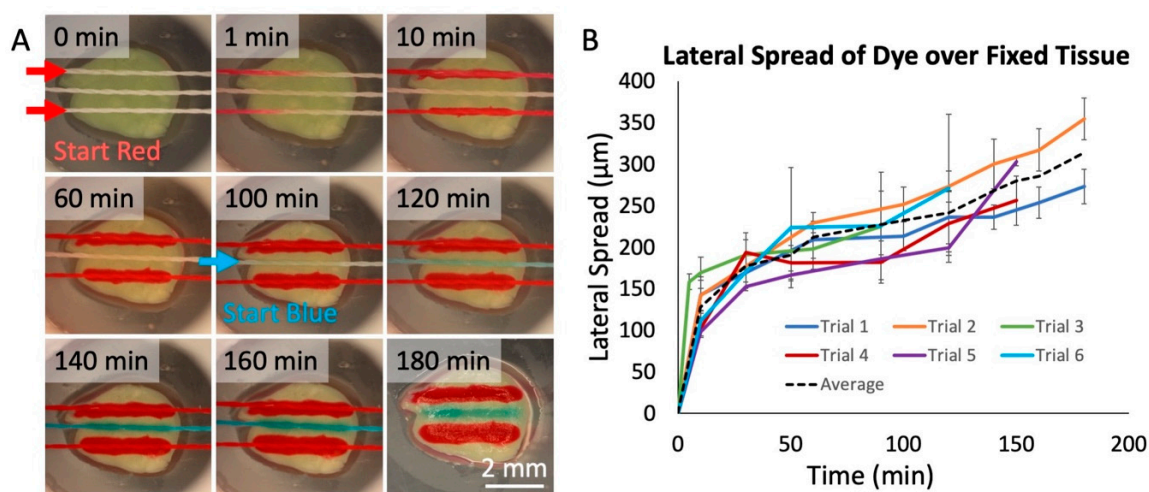 A
0 min
1 min
10 min
Start Red
60 min
100 min
120 min
Start Blue
140 min
160 min
180 min
2 mm
B
Lateral Spread of Dye over Fixed Tissue
Lateral Spread (µm)
400
350
300
250
200
150
100
50
0
Trial 1
Trial 2
Trial 3
Trial 4
Trial 5
Trial 6
Average
0
50
100
150
200
Time (min)